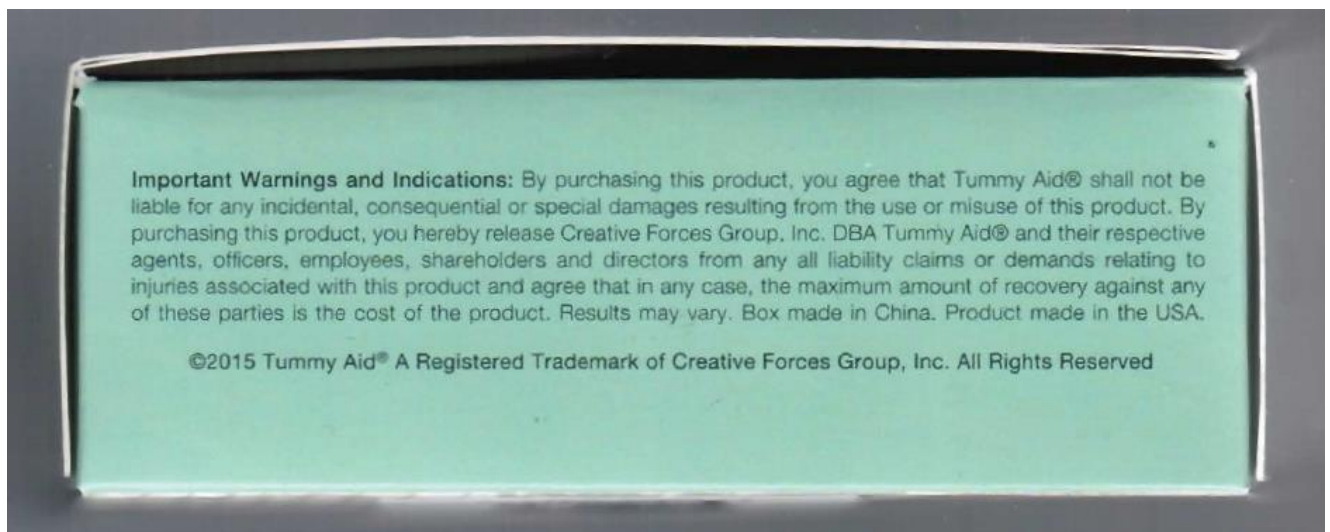 Important Warnings and Indications: By purchasing this product, you agree that Tummy Aid® shall not be
liable for any incidental, consequential or special damages resulting from the use or misuse of this product. By
purchasing this product, you hereby release Creative Forces Group, Inc. DBA Tummy Aid® and their respective
agents, officers, employees, shareholders and directors from any all liability claims or demands relating to
injuries associated with this product and agree that in any case, the maximum amount of recovery against any
of these parties is the cost of the product. Results may vary. Box made in China. Product made in the USA.
©2015 Tummy Aid® A Registered Trademark of Creative Forces Group, Inc. All Rights Reserved